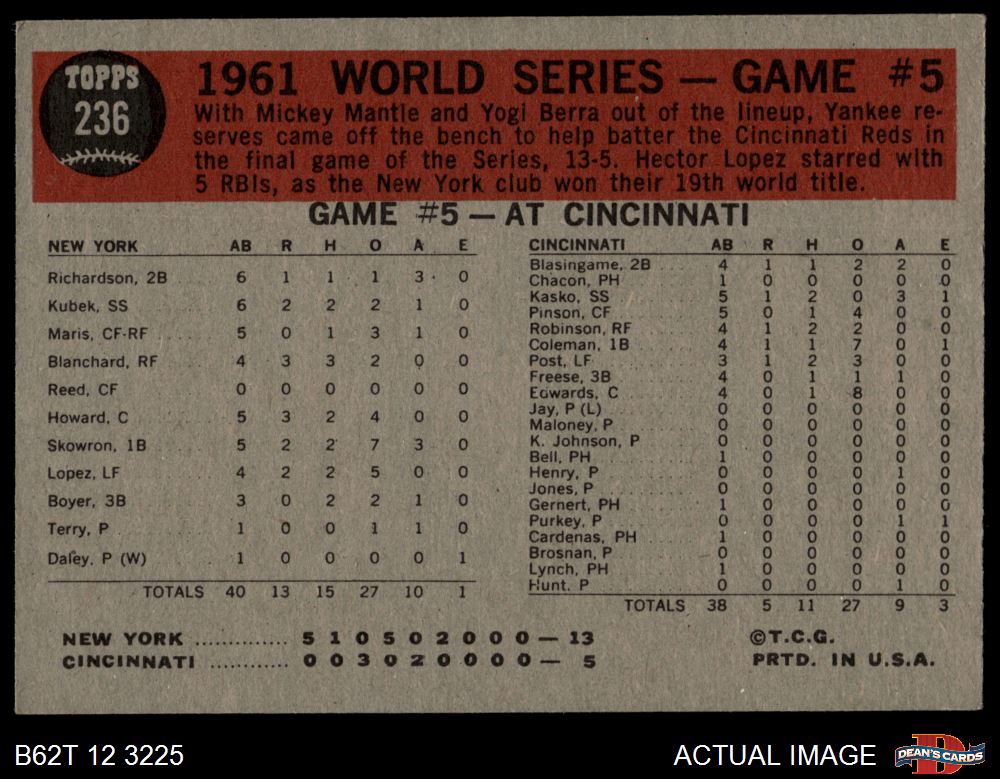 TOPPS
236
1961 WORLD SERIES — GAME #5
With Mickey Mantle and Yogi Berra out of the lineup, Yankee re-
serves came off the bench to help batter the Cincinnati Reds in
the final game of the Series, 13-5. Hector Lopez starred with
5 RBIs, as the New York club won their 19th world title.
GAME #5 — AT CINCINNATI
NEW YORK AB R H O A E
Richardson, 2B 6 1 1 1 3 0
Kubek, SS 6 2 2 2 1 0
Maris, CF-RF 5 0 1 3 1 0
Blanchard, RF 4 3 3 2 0 0
Reed, CF 0 0 0 0 0 0
Howard, C 5 3 2 4 0 0
Skowron, 1B 5 2 2 7 3 0
Lopez, LF 4 2 2 5 0 0
Boyer, 3B 3 0 2 2 1 0
Terry, P 1 0 0 1 1 0
Daley, P (W) 1 0 0 0 0 1
TOTALS 40 13 15 27 10 1
CINCINNATI AB R H O A E
Blasingame, 2B 4 1 1 2 2 0
Chacon, PH 1 0 0 0 0 0
Kasko, SS 5 1 2 0 3 1
Pinson, CF 5 0 1 4 0 0
Robinson, RF 4 1 2 2 0 0
Coleman, 1B 4 1 1 7 0 1
Post, LF 3 1 2 3 0 0
Freese, 3B 4 0 1 1 1 0
Edwards, C 4 0 1 8 0 0
Jay, P (L) 0 0 0 0 0 0
Maloney, P 0 0 0 0 0 0
K. Johnson, P 0 0 0 0 0 0
Bell, PH 1 0 0 0 0 0
Henry, P 0 0 0 0 1 0
Jones, P 0 0 0 0 0 0
Gernert, PH 1 0 0 0 0 0
Purkey, P 0 0 0 0 1 1
Cardenas, PH 1 0 0 0 0 0
Brosnan, P 0 0 0 0 0 0
Lynch, PH 1 0 0 0 0 0
Hunt, P 0 0 0 0 1 0
TOTALS 38 5 11 27 9 3
NEW YORK .............. 5 1 0 5 0 2 0 0 0 — 13
CINCINNATI ............ 0 0 3 0 2 0 0 0 0 — 5
©T.C.G.
PRTD. IN U.S.A.
B62T 12 3225
ACTUAL IMAGE
D
DEAN'S CARDS